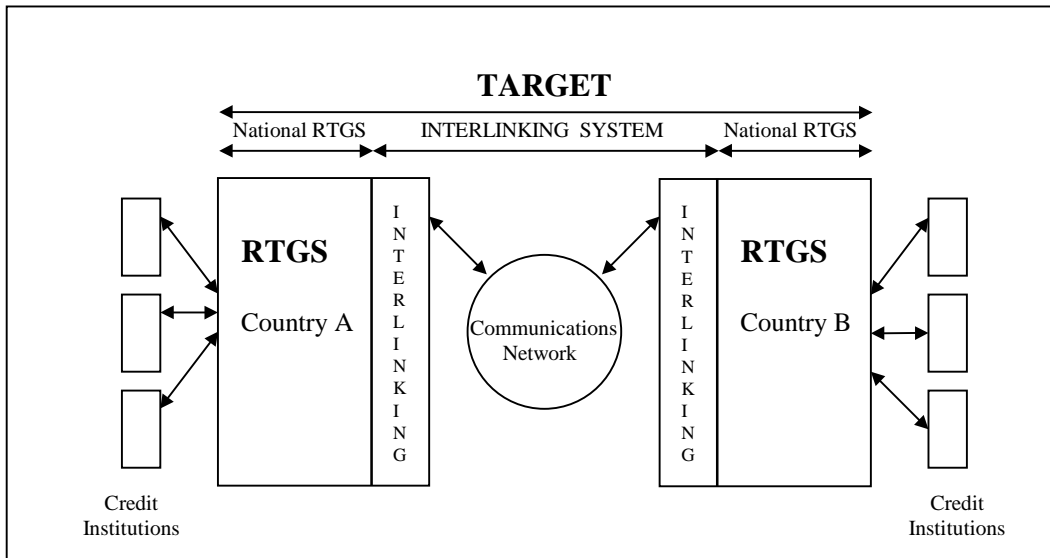 TARGET
National RTGS
INTERLINKING SYSTEM
National RTGS
INTERLINKING
RTGS
Country A
Communications
Network
INTERLINKING
RTGS
Country B
Credit
Institutions
Credit
Institutions